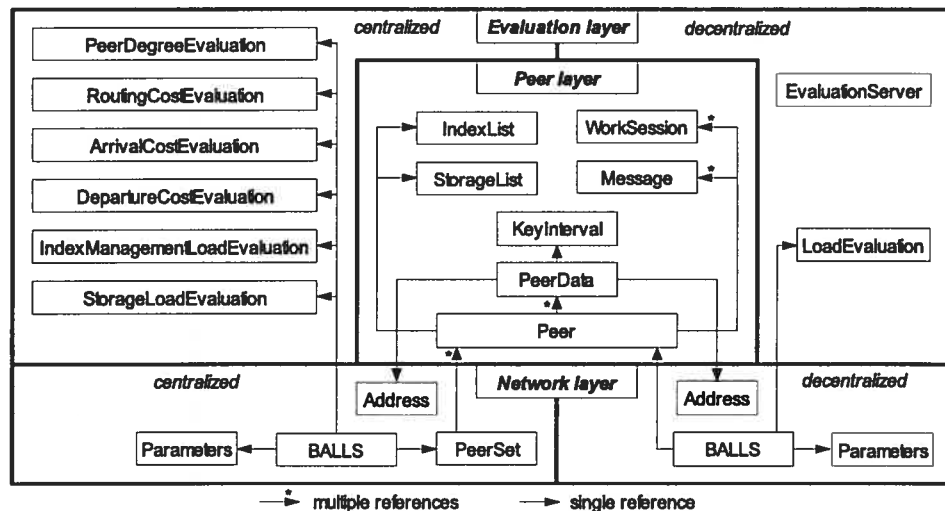 centralized
Evaluation layer
decentralized
PeerDegreeEvaluation
Peer layer
RoutingCostEvaluation
EvaluationServer
IndexList
WorkSession
*
ArrivalCostEvaluation
StorageList
Message
*
DepartureCostEvaluation
KeyInterval
IndexManagementLoadEvaluation
LoadEvaluation
PeerData
StorageLoadEvaluation
*
Peer
*
centralized
Network layer
decentralized
Address
Address
Parameters
BALLS
PeerSet
BALLS
Parameters
* multiple references
single reference